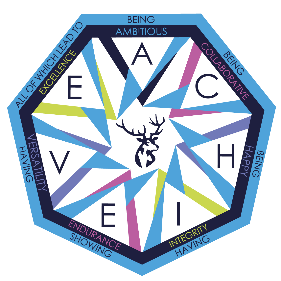 BEING
AMBITIOUS
BEING
COLLABORATIVE
BEING
HAPPY
HAVING
INTEGRITY
SHOWING
ENDURANCE
HAVING
VERSATILITY
ALL OF WHICH LEAD TO
EXCELLENCE
A
C
H
I
E
V
E